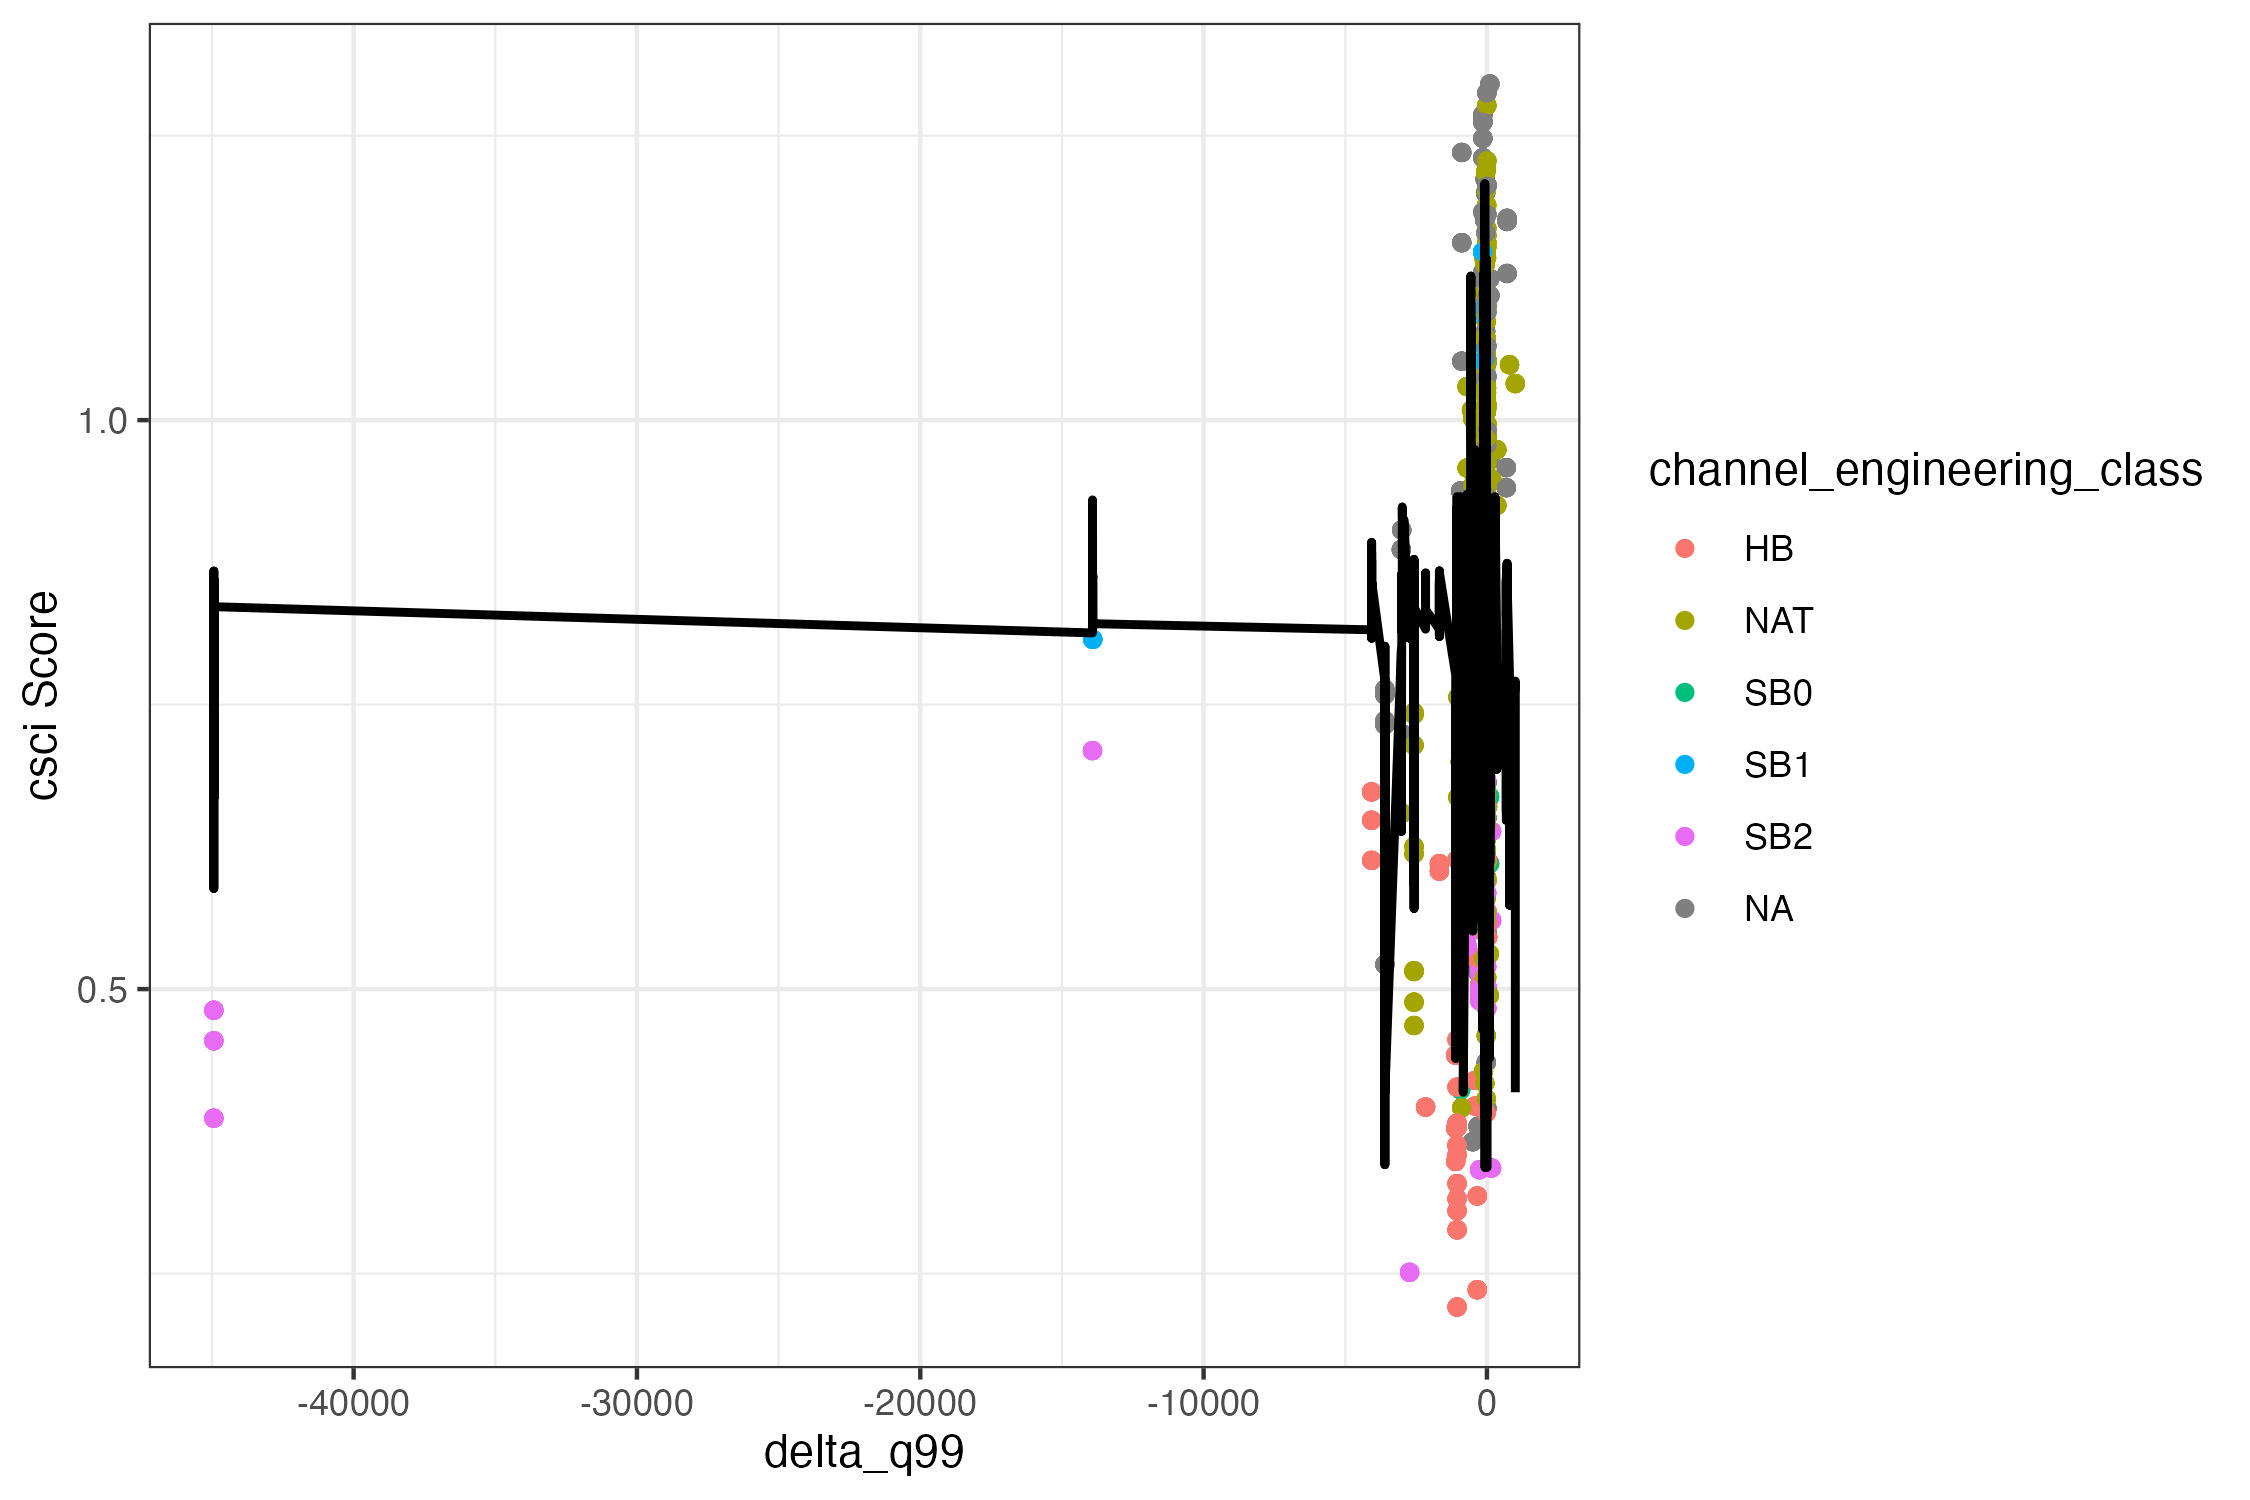 csci Score
1.0
0.5
-40000
-30000
-20000
-10000
0
delta_q99
channel_engineering_class
HB
NAT
SB0
SB1
SB2
NA